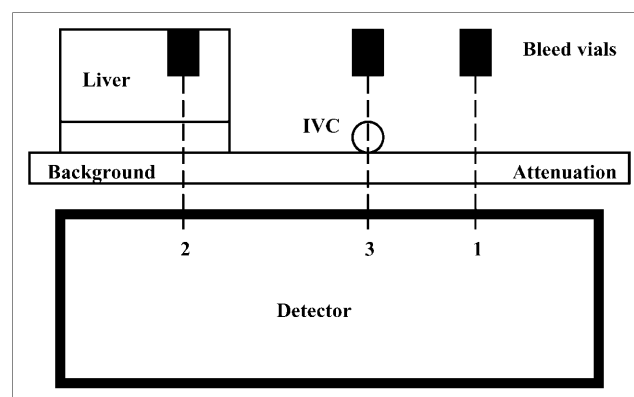 Bleed vials
Liver
IVC
Background
Attenuation
2
3
1
Detector